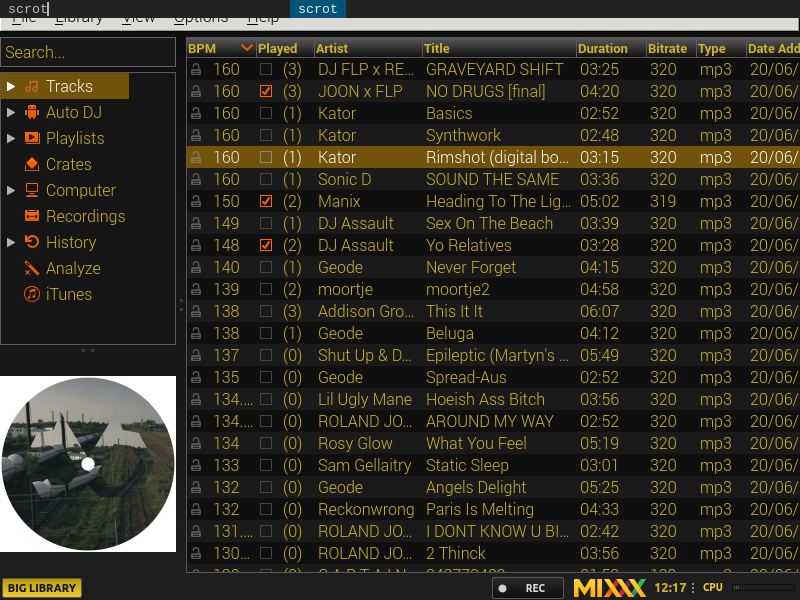 scrot scrot
File Library View Options Help
Search...
Tracks
Auto DJ
Playlists
Crates
Computer
Recordings
History
Analyze
iTunes
BPM Played Artist Title Duration Bitrate Type Date Add
160 (3) DJ FLP x RE... GRAVEYARD SHIFT 03:25 320 mp3 20/06/
160 (3) JOON x FLP NO DRUGS [final] 04:20 320 mp3 20/06/
160 (1) Kator Basics 02:52 320 mp3 20/06/
160 (1) Kator Synthwork 02:48 320 mp3 20/06/
160 (1) Kator Rimshot (digital bo... 03:15 320 mp3 20/06/
160 (1) Sonic D SOUND THE SAME 03:36 320 mp3 20/06/
150 (2) Manix Heading To The Lig... 05:02 319 mp3 20/06/
149 (1) DJ Assault Sex On The Beach 03:39 320 mp3 20/06/
148 (2) DJ Assault Yo Relatives 03:28 320 mp3 20/06/
140 (1) Geode Never Forget 04:15 320 mp3 20/06/
139 (2) moortje moortje2 04:58 320 mp3 20/06/
138 (3) Addison Gro... This It It 06:07 320 mp3 20/06/
138 (1) Geode Beluga 04:12 320 mp3 20/06/
137 (0) Shut Up & D... Epileptic (Martyn's ... 05:49 320 mp3 20/06/
135 (0) Geode Spread-Aus 02:52 320 mp3 20/06/
134.... (0) Lil Ugly Mane Hoeish Ass Bitch 03:56 320 mp3 20/06/
134.... (0) ROLAND JO... AROUND MY WAY 02:52 320 mp3 20/06/
134 (0) Rosy Glow What You Feel 05:19 320 mp3 20/06/
133 (0) Sam Gellaitry Static Sleep 03:01 320 mp3 20/06/
132 (0) Geode Angels Delight 05:25 320 mp3 20/06/
132 (0) Reckonwrong Paris Is Melting 04:33 320 mp3 20/06/
131.... (0) ROLAND JO... I DONT KNOW U BI... 02:42 320 mp3 20/06/
130... (0) ROLAND JO... 2 Thinck 03:56 320 mp3 20/06/
BIG LIBRARY REC MIXXX 12:17 CPU